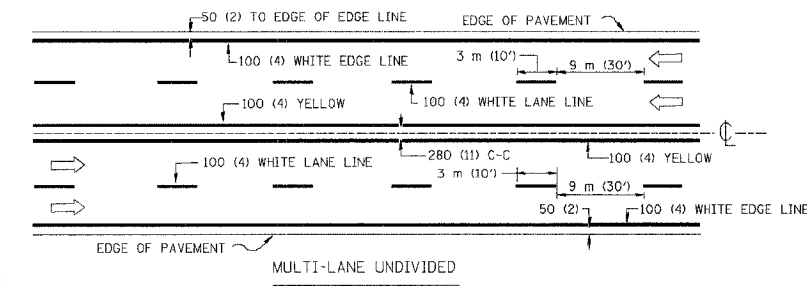 50 (2) TO EDGE OF EDGE LINE
EDGE OF PAVEMENT
100 (4) WHITE EDGE LINE
3 m (10')
9 m (30')
100 (4) YELLOW
100 (4) WHITE LANE LINE
100 (4) WHITE LANE LINE
280 (11) C-C
100 (4) YELLOW
3 m (10')
9 m (30')
50 (2)
100 (4) WHITE EDGE LINE
EDGE OF PAVEMENT
MULTI-LANE UNDIVIDED